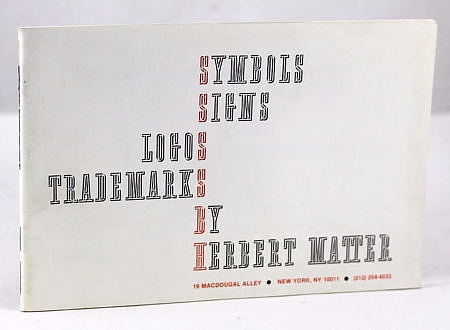 SYMBOLS
SIGNS
LOGOS
TRADEMARKS
BY
HERBERT MATTER
19 MACDOUGAL ALLEY ● NEW YORK, NY 10011 ● (212) 254-4033